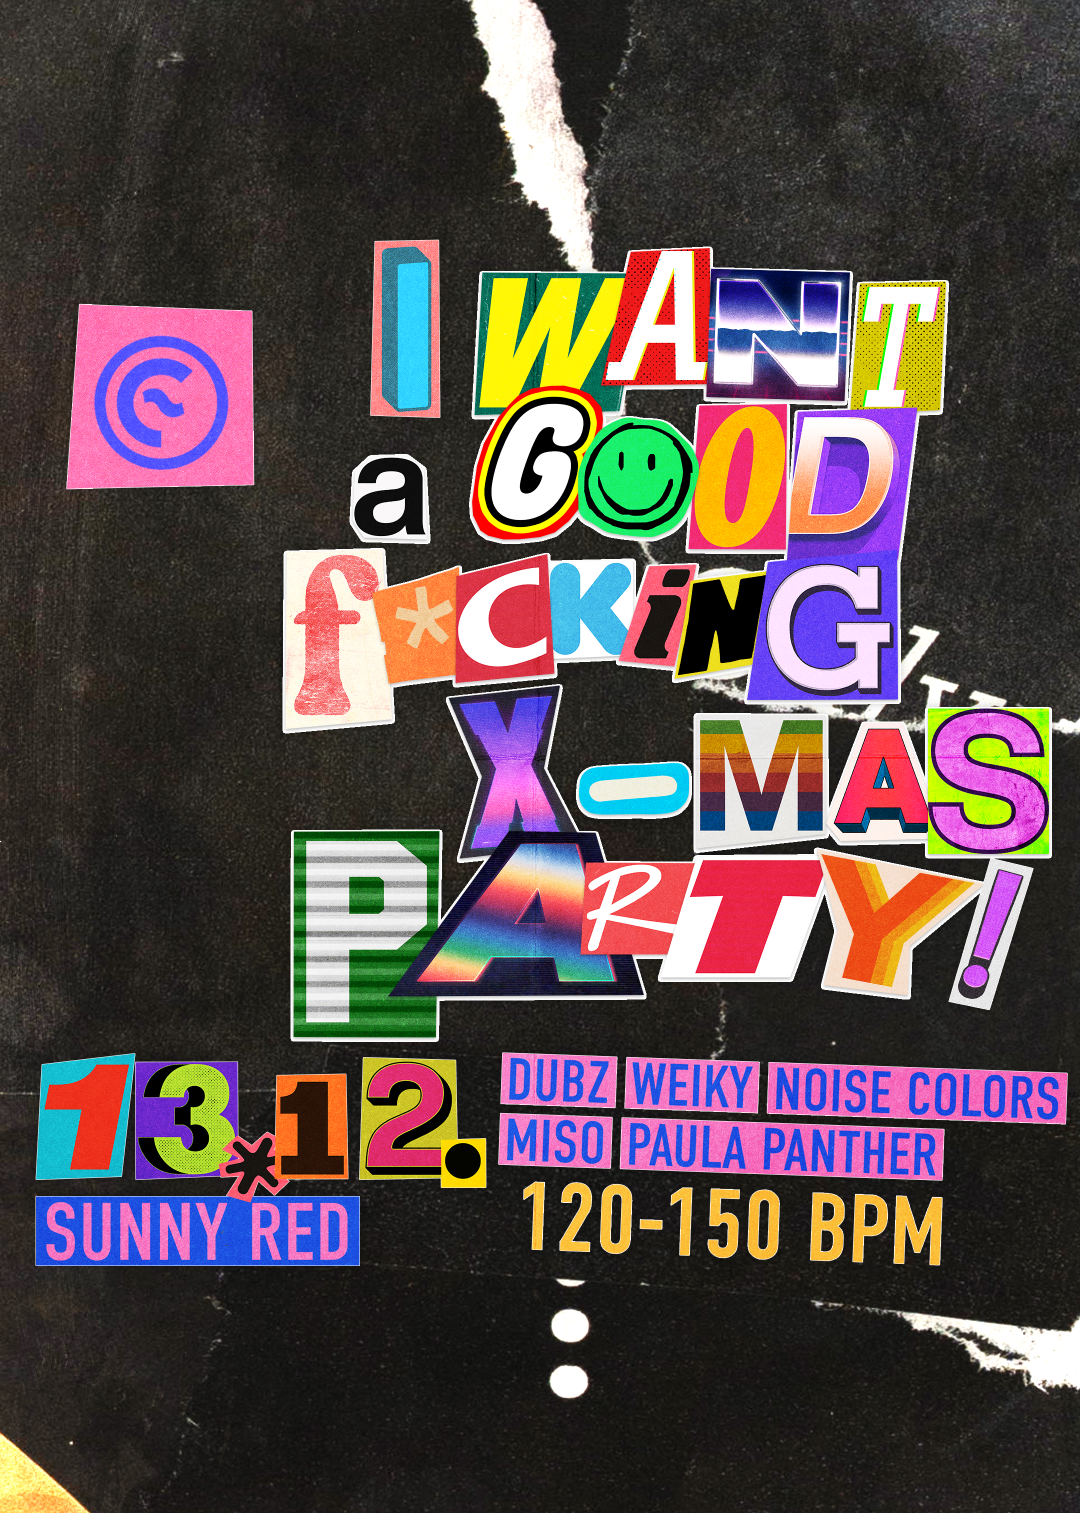 I WANT
a GOOD
f*CKiNG
X-MAS
PARTY!
13*12.
SUNNY RED
DUBZ WEIKY NOISE COLORS
MISO PAULA PANTHER
120-150 BPM